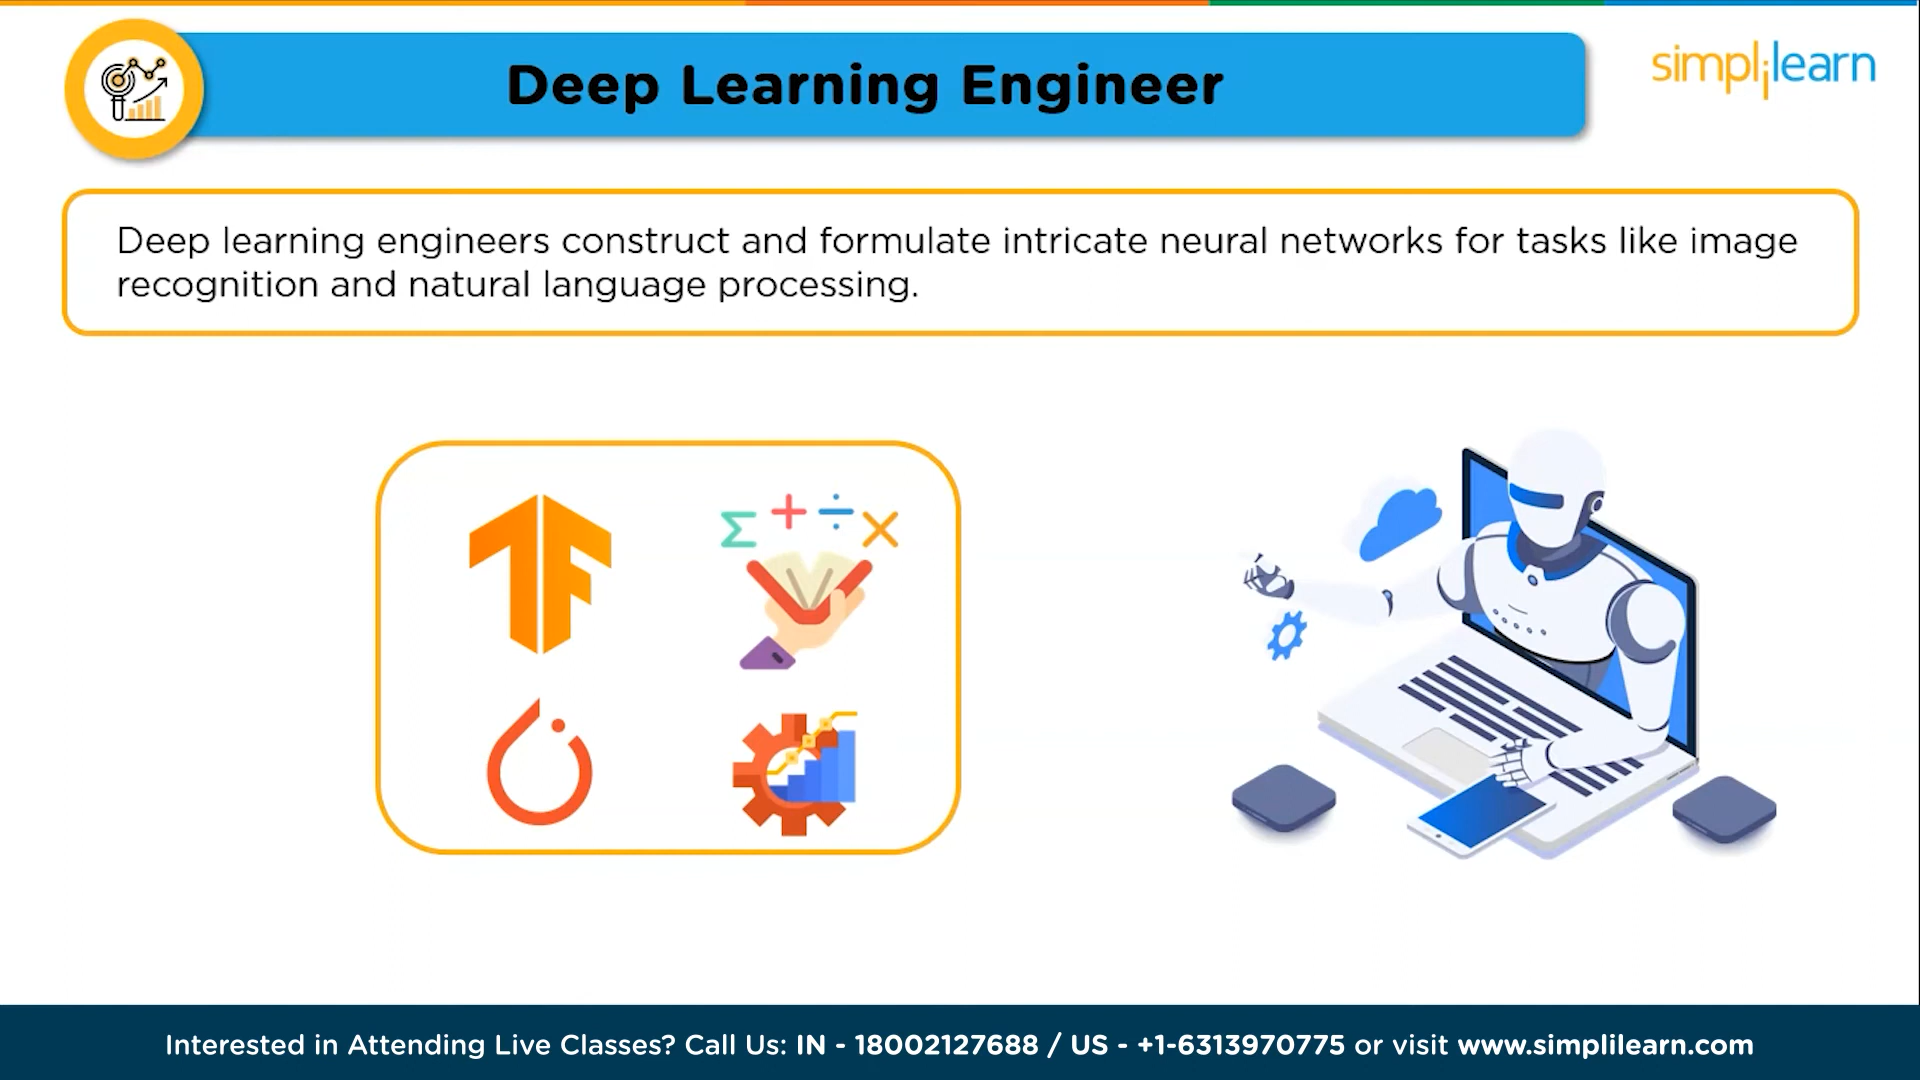 Deep Learning Engineer
simplilearn
Deep learning engineers construct and formulate intricate neural networks for tasks like image
recognition and natural language processing.
Σ + ÷ ×
Interested in Attending Live Classes? Call Us: IN - 18002127688 / US - +1-6313970775 or visit www.simplilearn.com